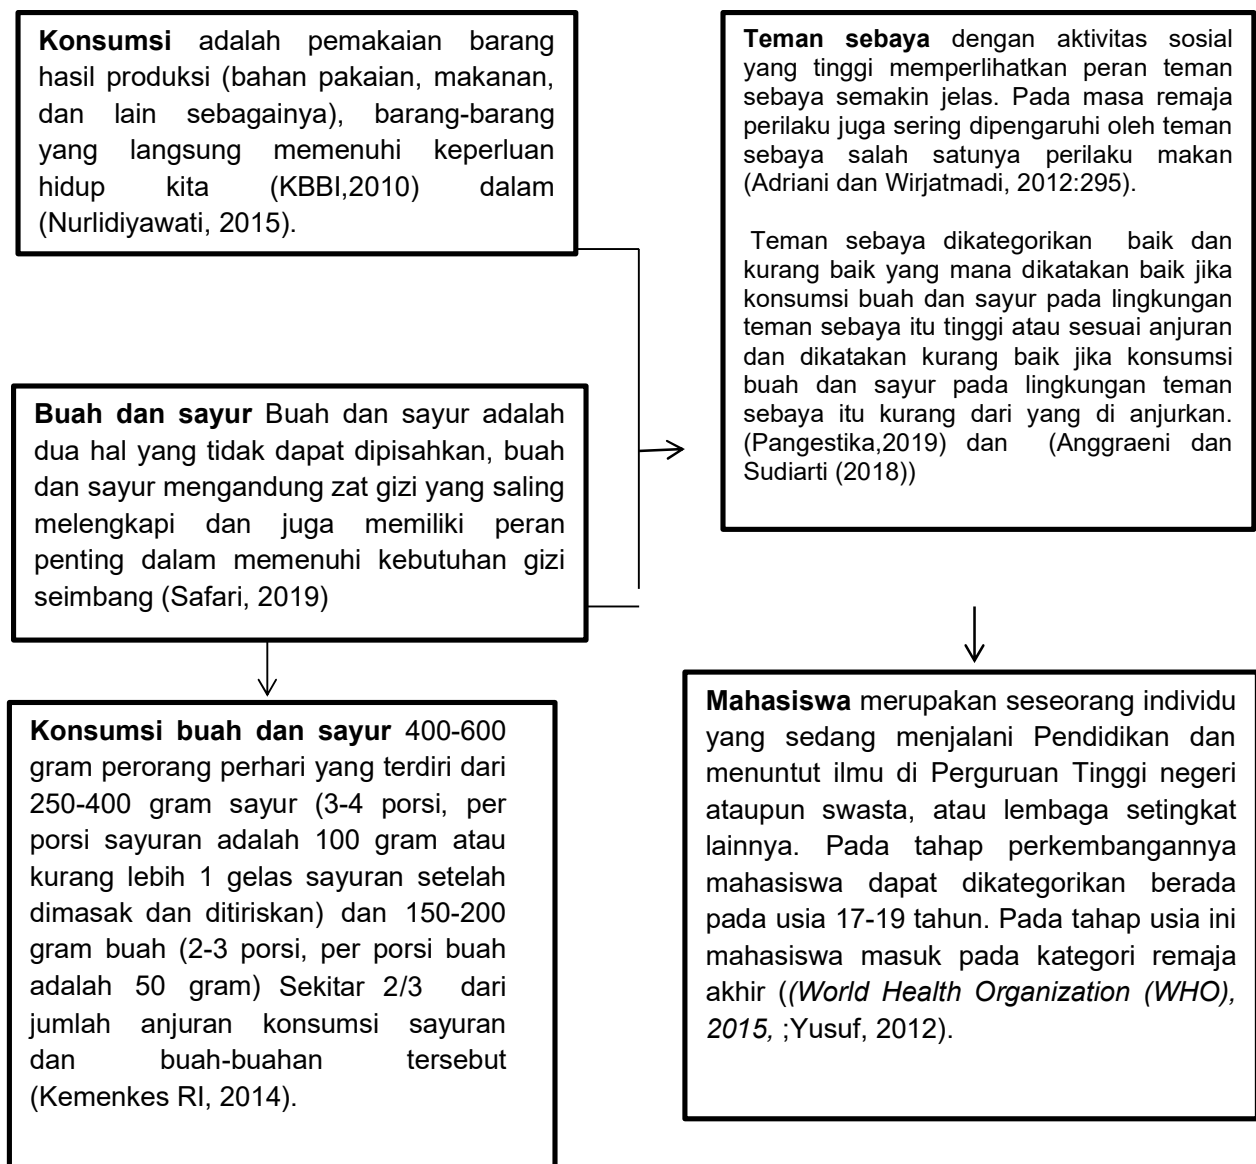 Konsumsi adalah pemakaian barang
hasil produksi (bahan pakaian, makanan,
dan lain sebagainya), barang-barang
yang langsung memenuhi keperluan
hidup kita (KBBI,2010) dalam
(Nurlidiyawati, 2015).
Buah dan sayur Buah dan sayur adalah
dua hal yang tidak dapat dipisahkan, buah
dan sayur mengandung zat gizi yang saling
melengkapi dan juga memiliki peran
penting dalam memenuhi kebutuhan gizi
seimbang (Safari, 2019)
Konsumsi buah dan sayur 400-600
gram perorang perhari yang terdiri dari
250-400 gram sayur (3-4 porsi, per
porsi sayuran adalah 100 gram atau
kurang lebih 1 gelas sayuran setelah
dimasak dan ditiriskan) dan 150-200
gram buah (2-3 porsi, per porsi buah
adalah 50 gram) Sekitar 2/3 dari
jumlah anjuran konsumsi sayuran
dan buah-buahan tersebut
(Kemenkes RI, 2014).
Teman sebaya dengan aktivitas sosial
yang tinggi memperlihatkan peran teman
sebaya semakin jelas. Pada masa remaja
perilaku juga sering dipengaruhi oleh teman
sebaya salah satunya perilaku makan
(Adriani dan Wirjatmadi, 2012:295).
Teman sebaya dikategorikan baik dan
kurang baik yang mana dikatakan baik jika
konsumsi buah dan sayur pada lingkungan
teman sebaya itu tinggi atau sesuai anjuran
dan dikatakan kurang baik jika konsumsi
buah dan sayur pada lingkungan teman
sebaya itu kurang dari yang di anjurkan.
(Pangestika,2019) dan (Anggraeni dan
Sudiarti (2018))
Mahasiswa merupakan seseorang individu
yang sedang menjalani Pendidikan dan
menuntut ilmu di Perguruan Tinggi negeri
ataupun swasta, atau lembaga setingkat
lainnya. Pada tahap perkembangannya
mahasiswa dapat dikategorikan berada
pada usia 17-19 tahun. Pada tahap usia ini
mahasiswa masuk pada kategori remaja
akhir ((World Health Organization (WHO),
2015, ;Yusuf, 2012).